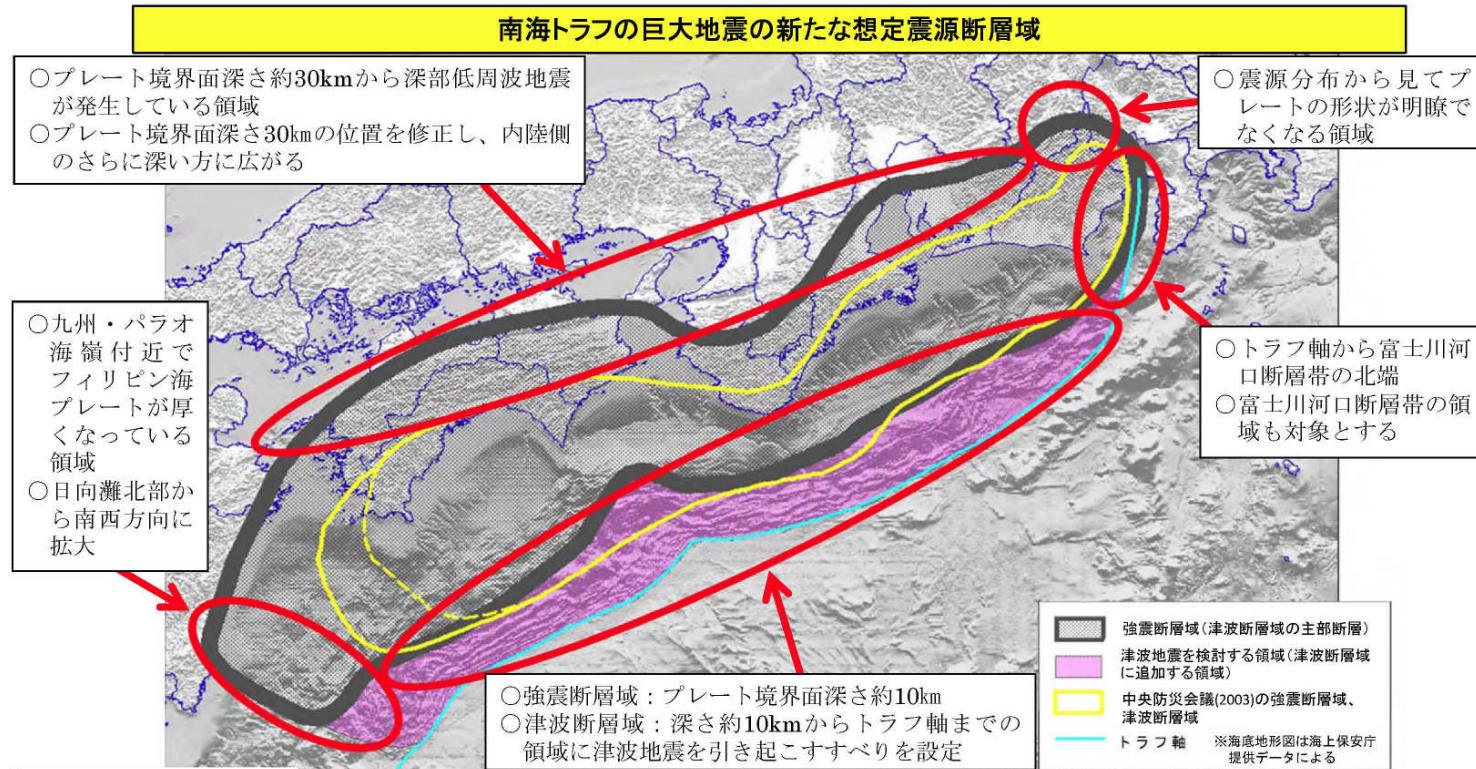 南海トラフの巨大地震の新たな想定震源断層域
○プレート境界面深さ約30kmから深部低周波地震
が発生している領域
○プレート境界面深さ30㎞の位置を修正し、内陸側
のさらに深い方に広がる
○震源分布から見てプ
レートの形状が明瞭で
なくなる領域
○九州・パラオ
海嶺付近で
フィリピン海
プレートが厚
くなっている
領域
○日向灘北部か
ら南西方向に
拡大
○トラフ軸から富士川河
口断層帯の北端
○富士川河口断層帯の領
域も対象とする
○強震断層域：プレート境界面深さ約10㎞
○津波断層域：深さ約10kmからトラフ軸までの
領域に津波地震を引き起こすすべりを設定
強震断層域(津波断層域の主部断層)
津波地震を検討する領域(津波断層域
に追加する領域)
中央防災会議(2003)の強震断層域、
津波断層域
トラフ軸 ※海底地形図は海上保安庁
提供データによる